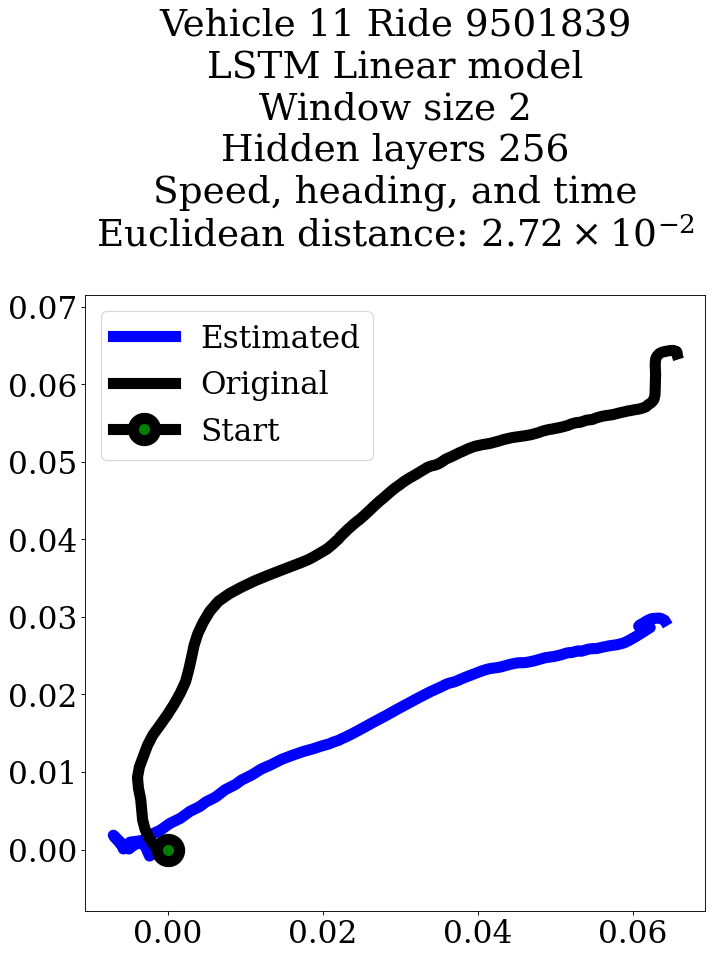 Vehicle 11 Ride 9501839
LSTM Linear model
Window size 2
Hidden layers 256
Speed, heading, and time
Euclidean distance: 2.72 × 10⁻²
0.07
0.06
0.05
0.04
0.03
0.02
0.01
0.00
Estimated
Original
Start
0.00 0.02 0.04 0.06